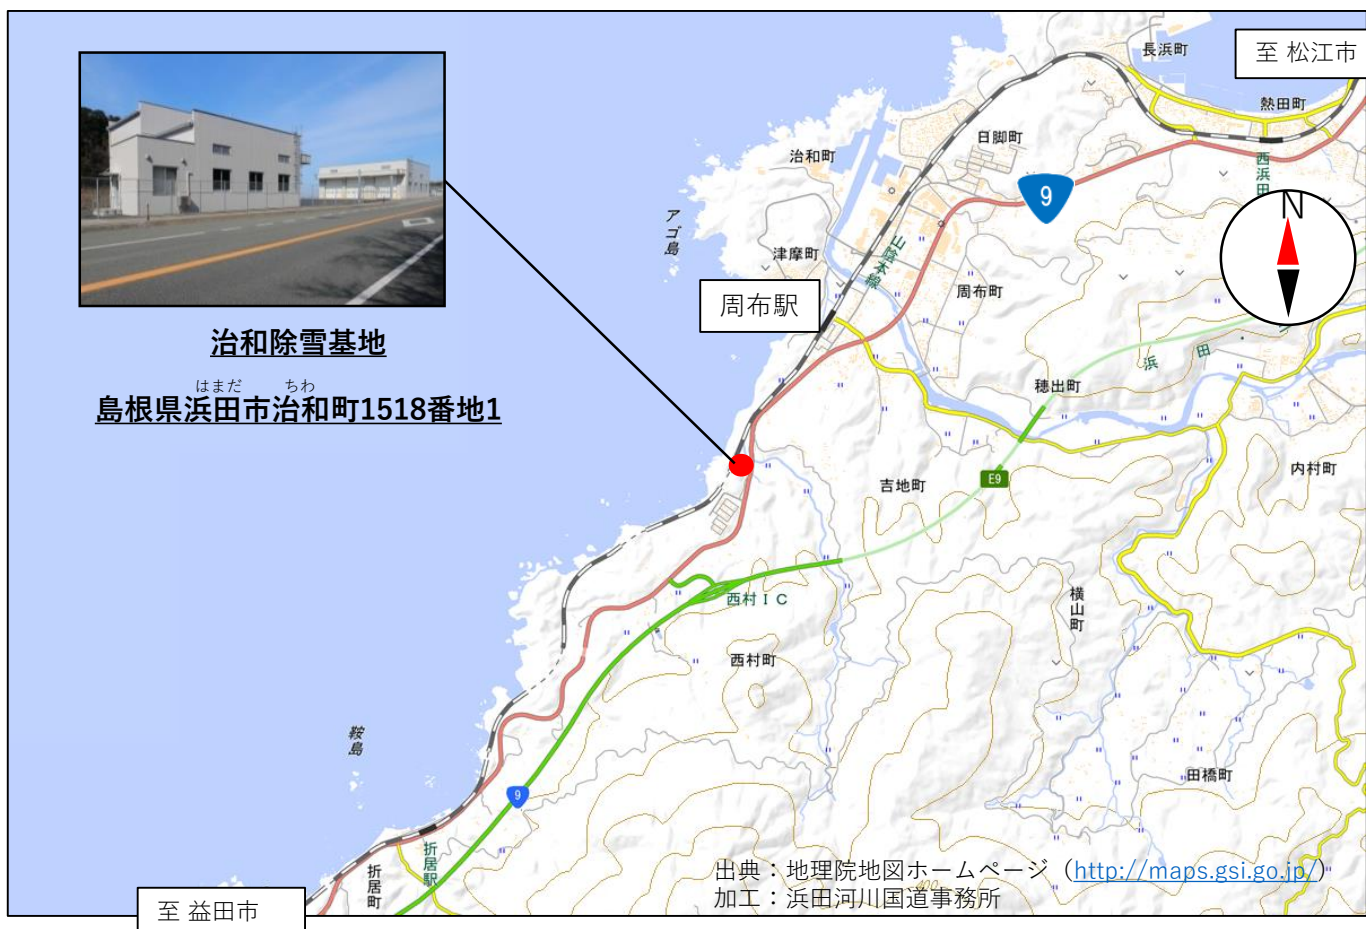 至 松江市
長浜町
熱田町
日脚町
治和町
西浜田
9
N
アゴ島
津摩町
山陰本線
周布町
周布駅
治和除雪基地
はまだ ちわ
島根県浜田市治和町1518番地1
浜田・
穂出町
内村町
吉地町
E9
西村IC
横山町
西村町
鞍島
9
田橋町
折居駅
折居町
400
出典：地理院地図ホームページ（http://maps.gsi.go.jp/）
加工：浜田河川国道事務所
至 益田市